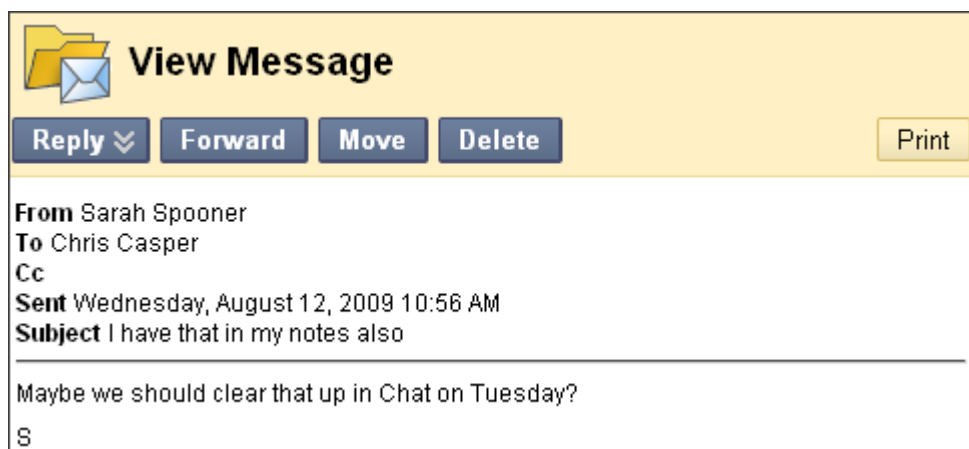 View Message
Reply Forward Move Delete Print
From Sarah Spooner
To Chris Casper
Cc
Sent Wednesday, August 12, 2009 10:56 AM
Subject I have that in my notes also
Maybe we should clear that up in Chat on Tuesday?
S